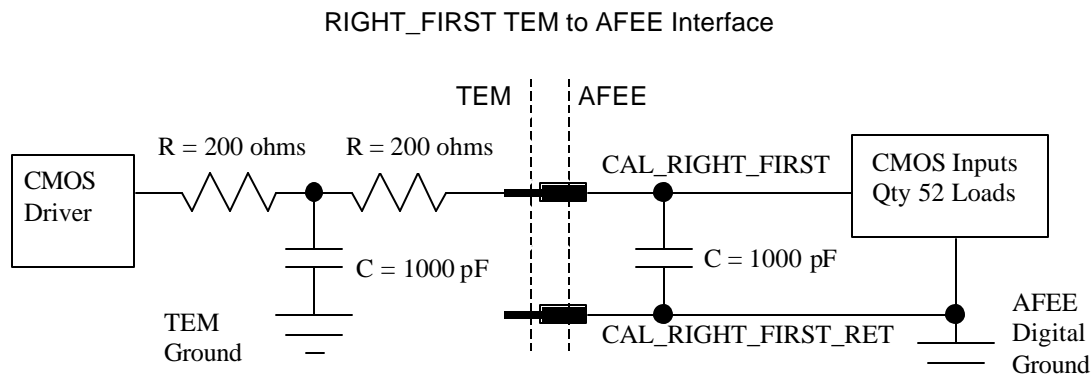 RIGHT_FIRST TEM to AFEE Interface
TEM
AFEE
R = 200 ohms
R = 200 ohms
CMOS
Driver
C = 1000 pF
TEM
Ground
CAL_RIGHT_FIRST
C = 1000 pF
CAL_RIGHT_FIRST_RET
CMOS Inputs
Qty 52 Loads
AFEE
Digital
Ground